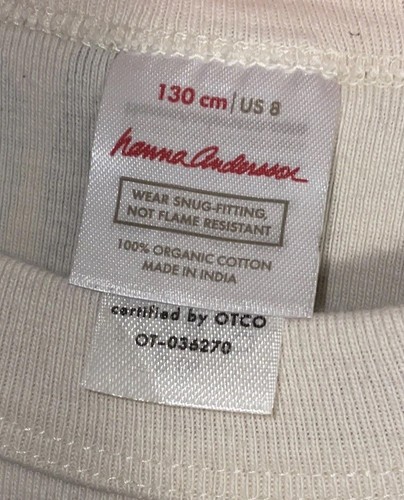 130 cm | US 8
hanna andersson
WEAR SNUG-FITTING,
NOT FLAME RESISTANT
100% ORGANIC COTTON
MADE IN INDIA
certified by OTCO
OT-036270